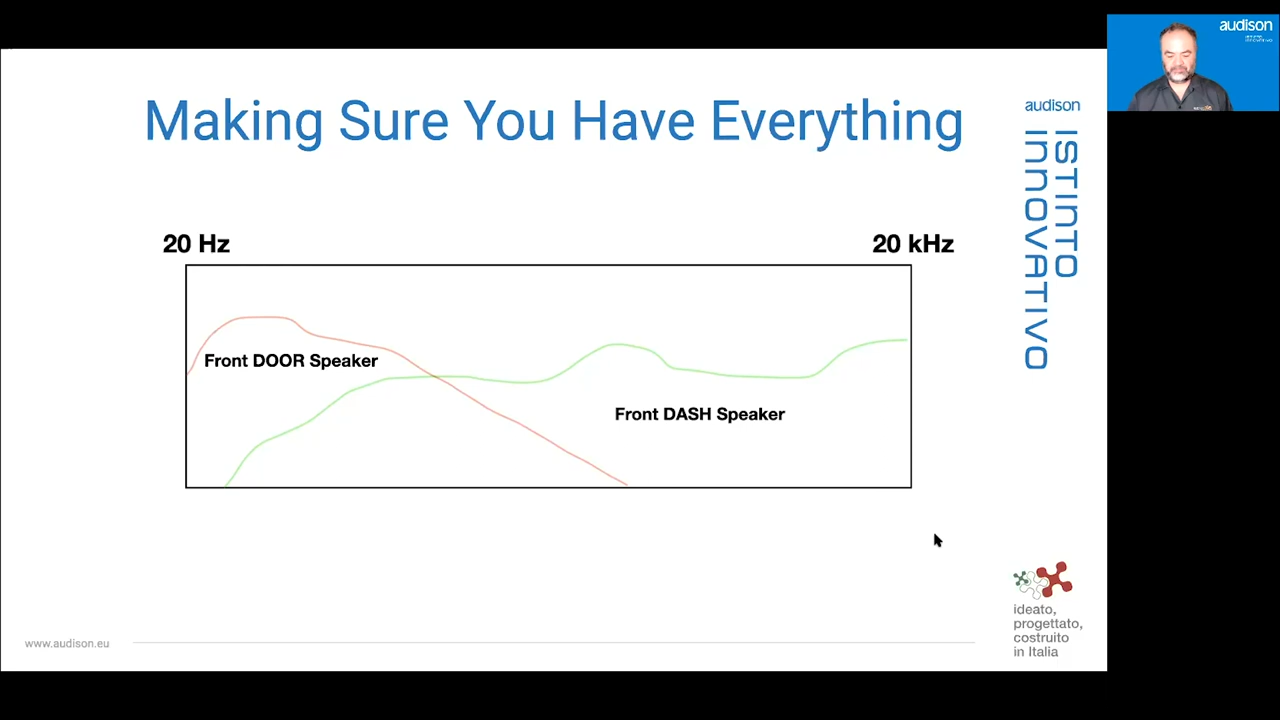 Making Sure You Have Everything
audison
ISTINTO
INNOVATIVO
audison
20 Hz
20 kHz
Front DOOR Speaker
Front DASH Speaker
ideato,
progettato,
costruito
in Italia
www.audison.eu